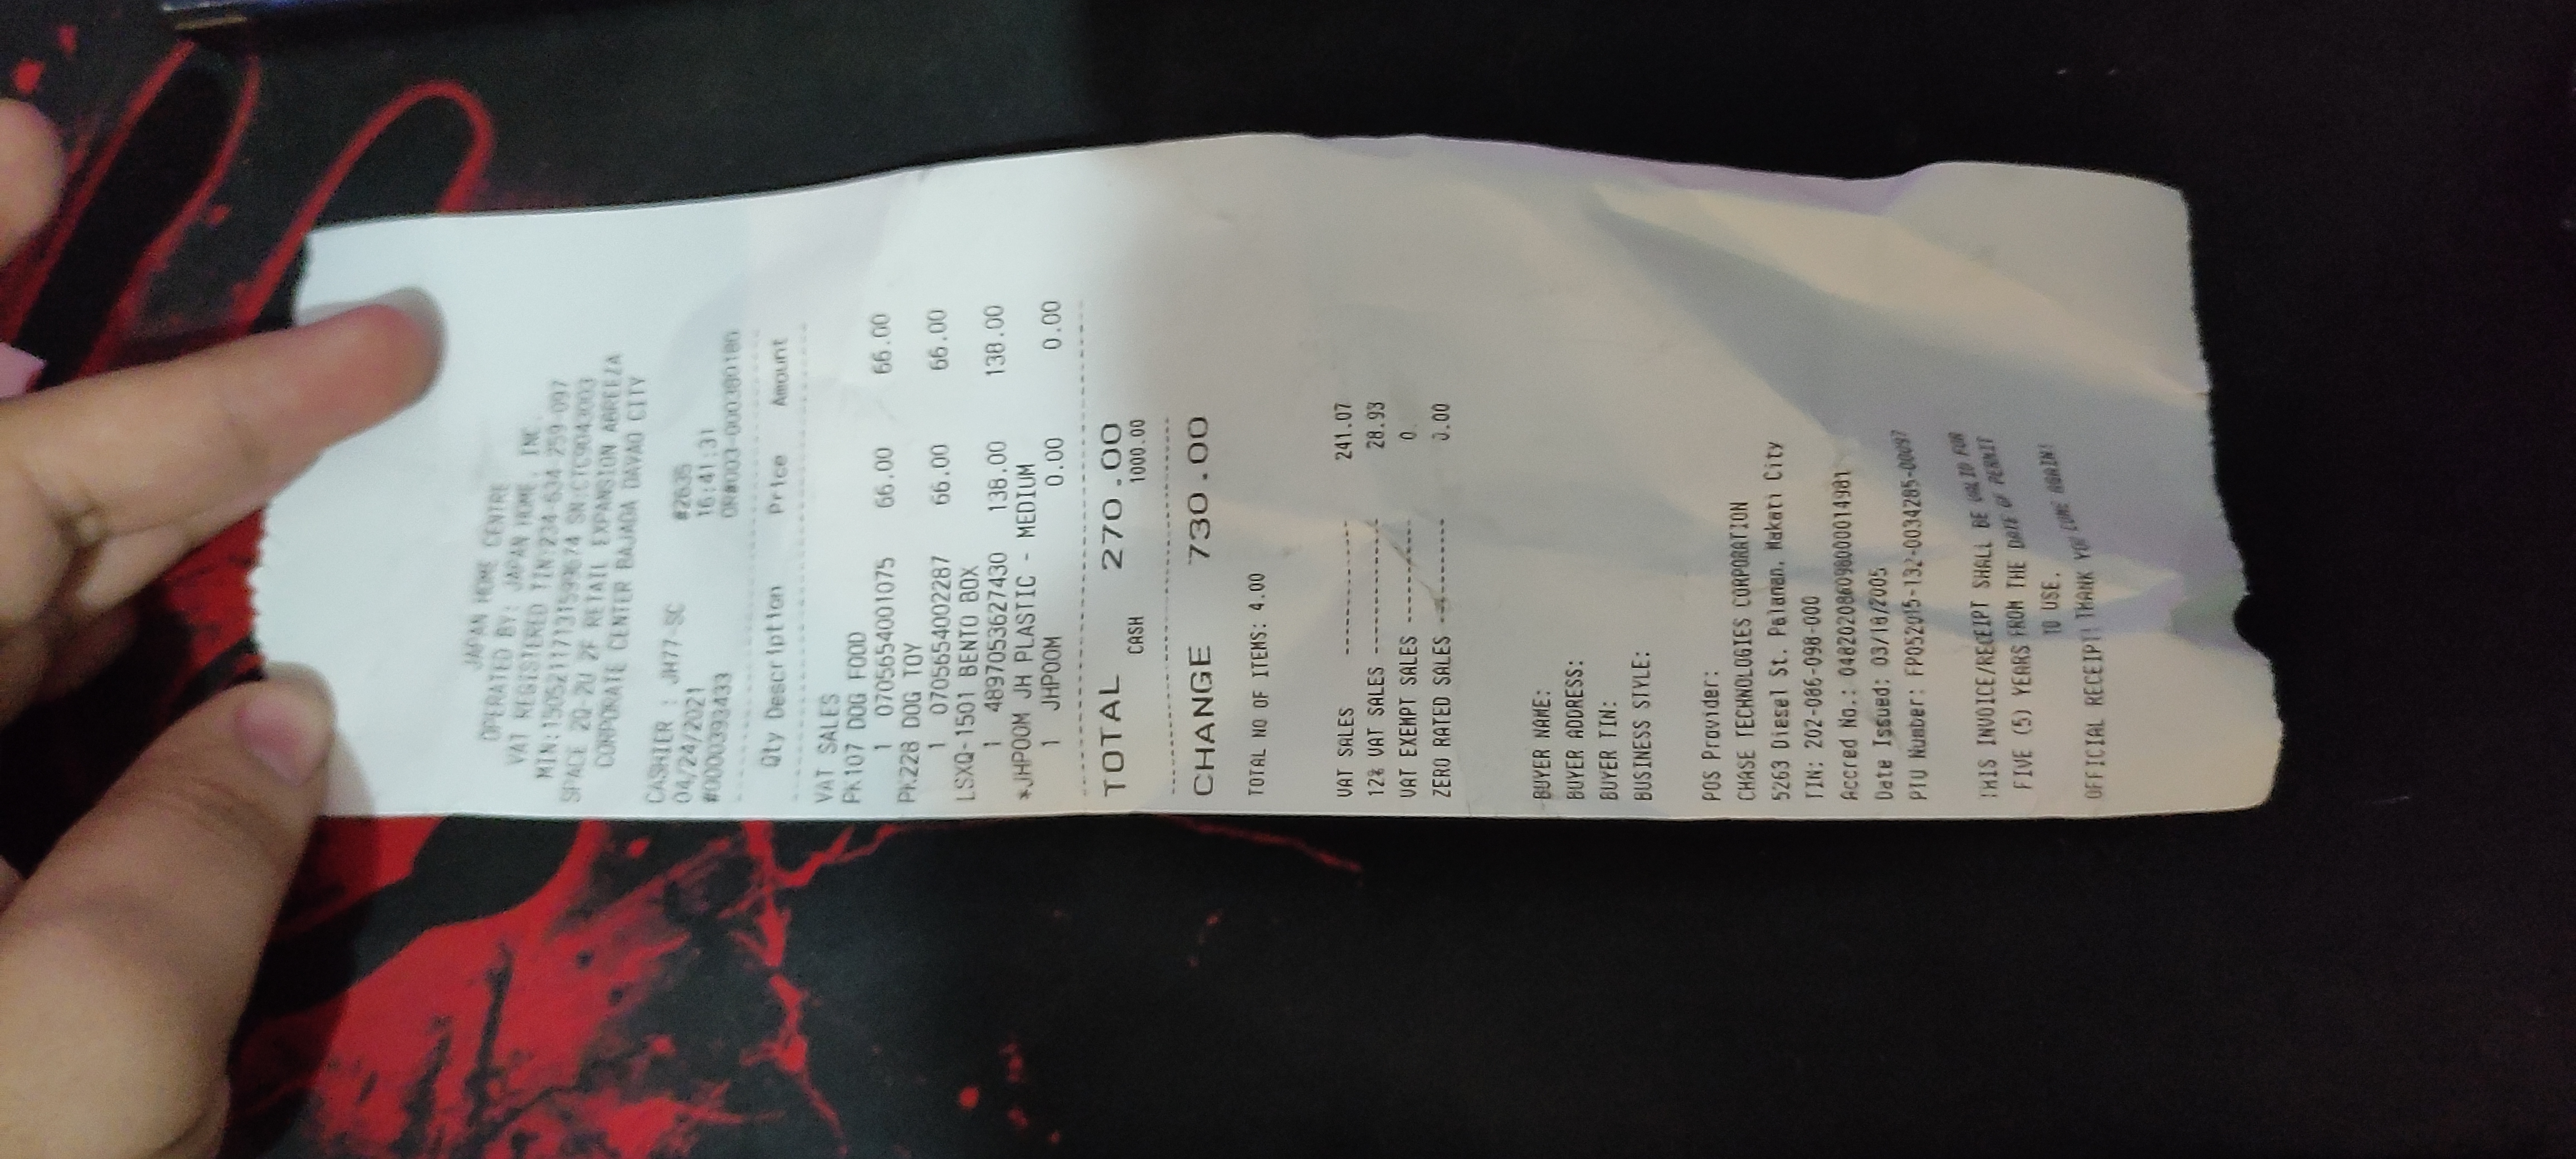 JAPAN HOME CENTRE
OPERATED BY: JAPAN HOME, INC.
VAT REGISTERED TIN:234-634-259-097
MIN:15052117131599674 SN:CTC9043003
SPACE 2Q-2U 2F RETAIL EXPANSION ABREEZA
CORPORATE CENTER BAJADA DAVAO CITY
CASHIER : JH77-SC #2635
04/24/2021 16:41:31
#0000393433 OR#003-000380186
Qty Description Price Amount
VAT SALES
PK107 DOG FOOD
1 0705654001075 66.00 66.00
PK228 DOG TOY
1 0705654002287 66.00 66.00
LSXQ-1501 BENTO BOX
1 4897053627430 138.00 138.00
*JHPOOM JH PLASTIC - MEDIUM
1 JHPOOM 0.00 0.00
TOTAL 270.00
CASH 1000.00
CHANGE 730.00
TOTAL NO OF ITEMS: 4.00
VAT SALES ------------- 241.07
12% VAT SALES ------------- 28.93
VAT EXEMPT SALES ---------- 0.
ZERO RATED SALES ---------- 0.00
BUYER NAME:
BUYER ADDRESS:
BUYER TIN:
BUSINESS STYLE:
POS Provider:
CHASE TECHNOLOGIES CORPORATION
5263 Diesel St. Palanan, Makati City
TIN: 202-086-098-000
Accred No.: 048202086098000014981
Date Issued: 03/18/2005
PTU Number: FP052015-132-0034285-00097
THIS INVOICE/RECEIPT SHALL BE VALID FOR
FIVE (5) YEARS FROM THE DATE OF PERMIT
TO USE.
OFFICIAL RECEIPT! THANK YOU COME AGAIN!